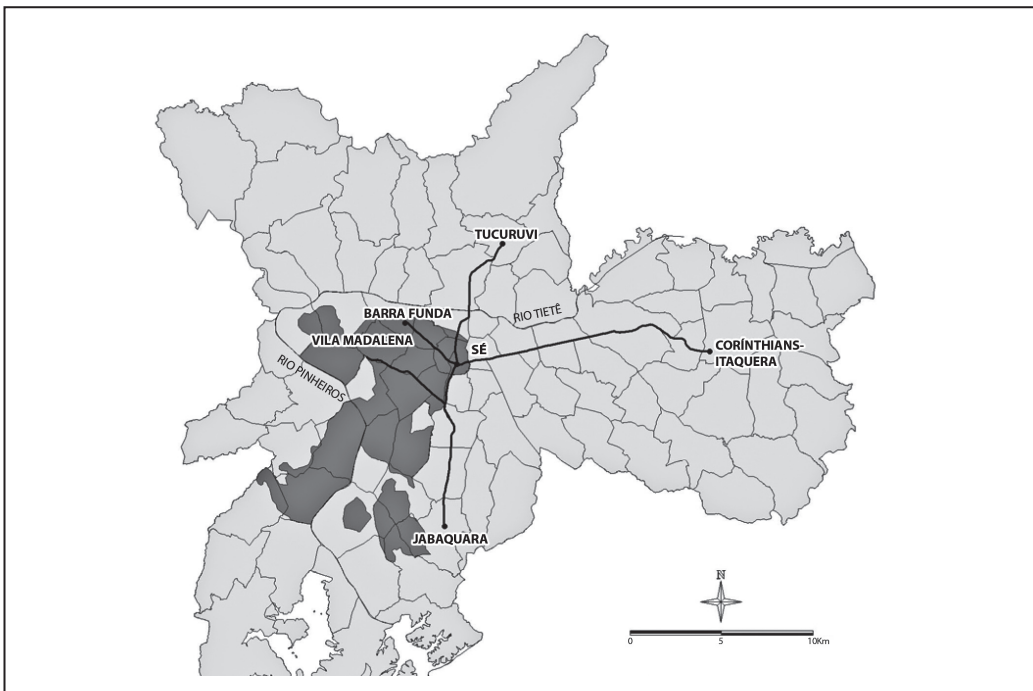 TUCURUVI
BARRA FUNDA
RIO TIETÊ
VILA MADALENA
SÉ
CORÍNTHIANS-
ITAQUERA
RIO PINHEIROS
JABAQUARA
N
0 5 10Km